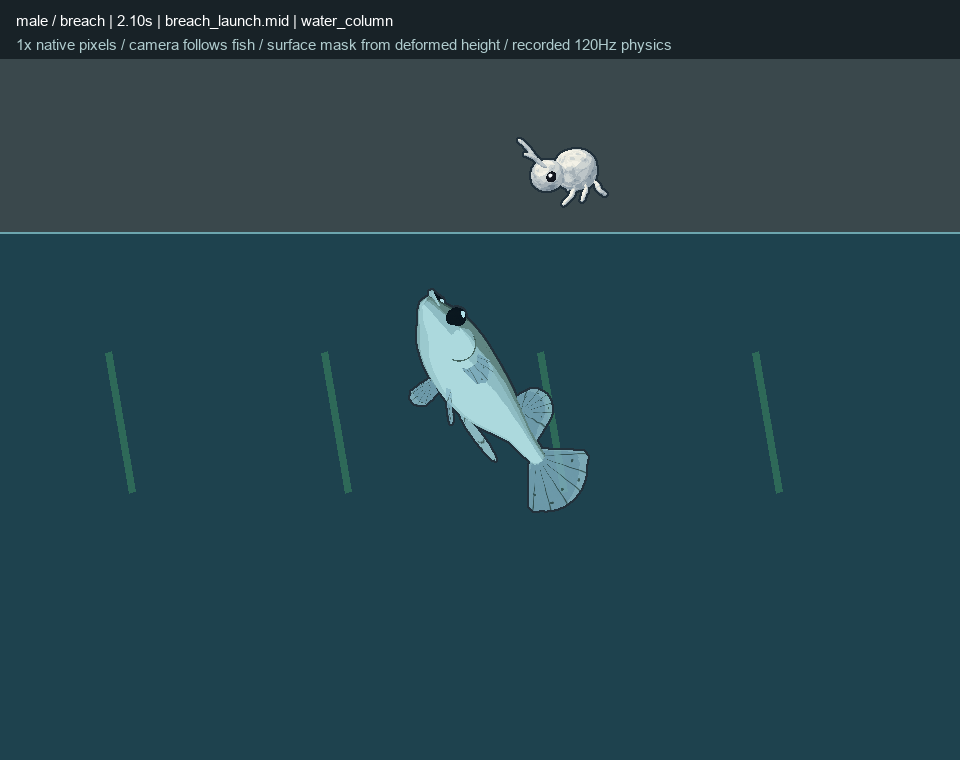 male / breach | 2.10s | breach_launch.mid | water_column
1x native pixels / camera follows fish / surface mask from deformed height / recorded 120Hz physics